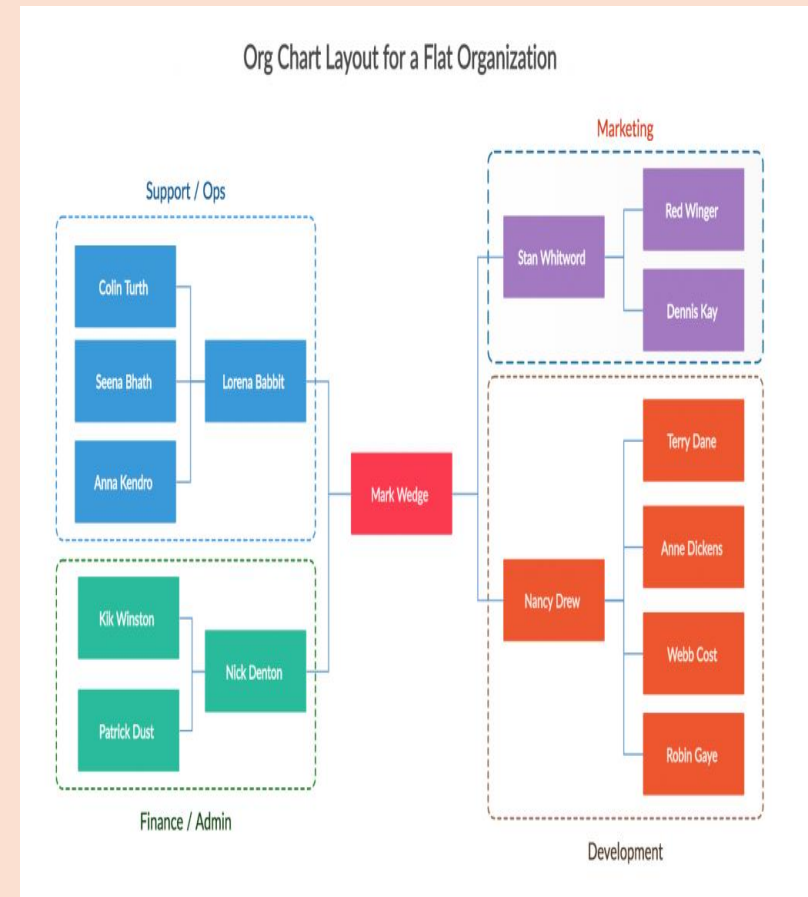 Org Chart Layout for a Flat Organization
Support / Ops
Colin Turth
Seena Bhath
Anna Kendro
Lorena Babbit
Kik Winston
Patrick Dust
Nick Denton
Finance / Admin
Mark Wedge
Marketing
Stan Whitword
Red Winger
Dennis Kay
Nancy Drew
Terry Dane
Anne Dickens
Webb Cost
Robin Gaye
Development